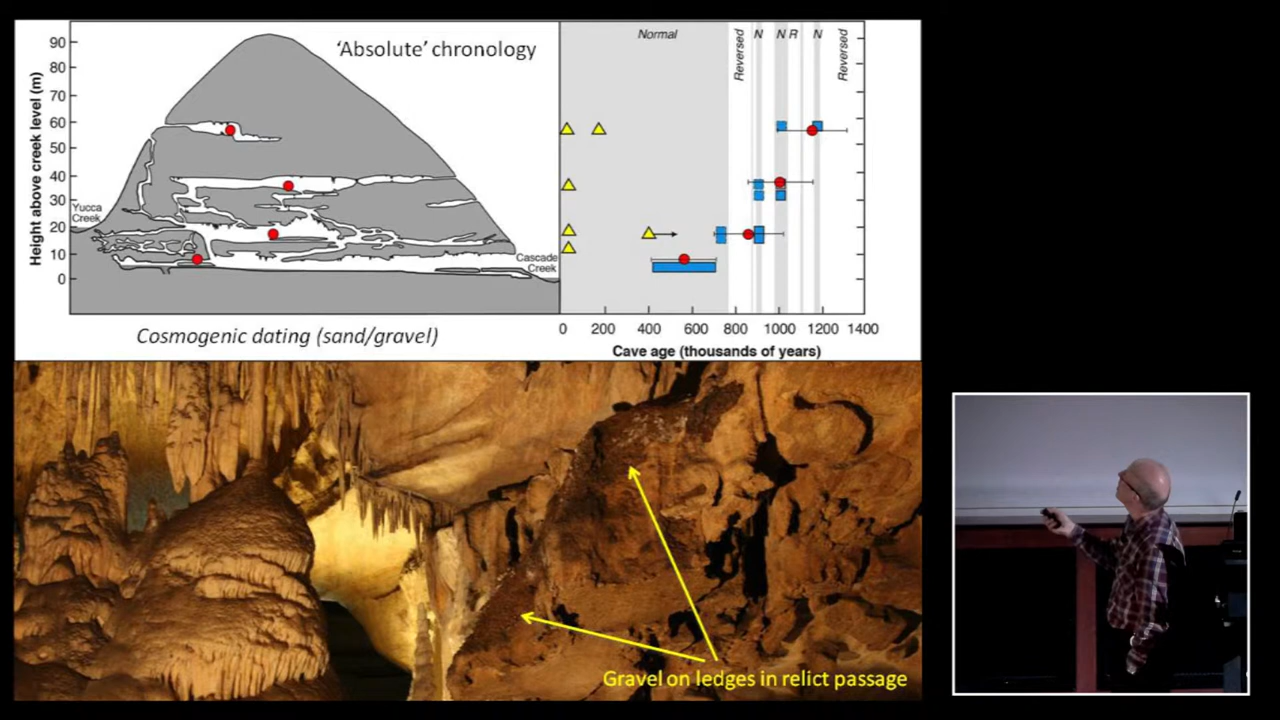 'Absolute' chronology
Height above creek level (m)
90
80
70
60
50
40
30
20
10
0
Yucca
Creek
Cascade
Creek
Cosmogenic dating (sand/gravel)
Normal
Reversed
N
N
R
N
Reversed
0
200
400
600
800
1000
1200
1400
Cave age (thousands of years)
Gravel on ledges in relict passage